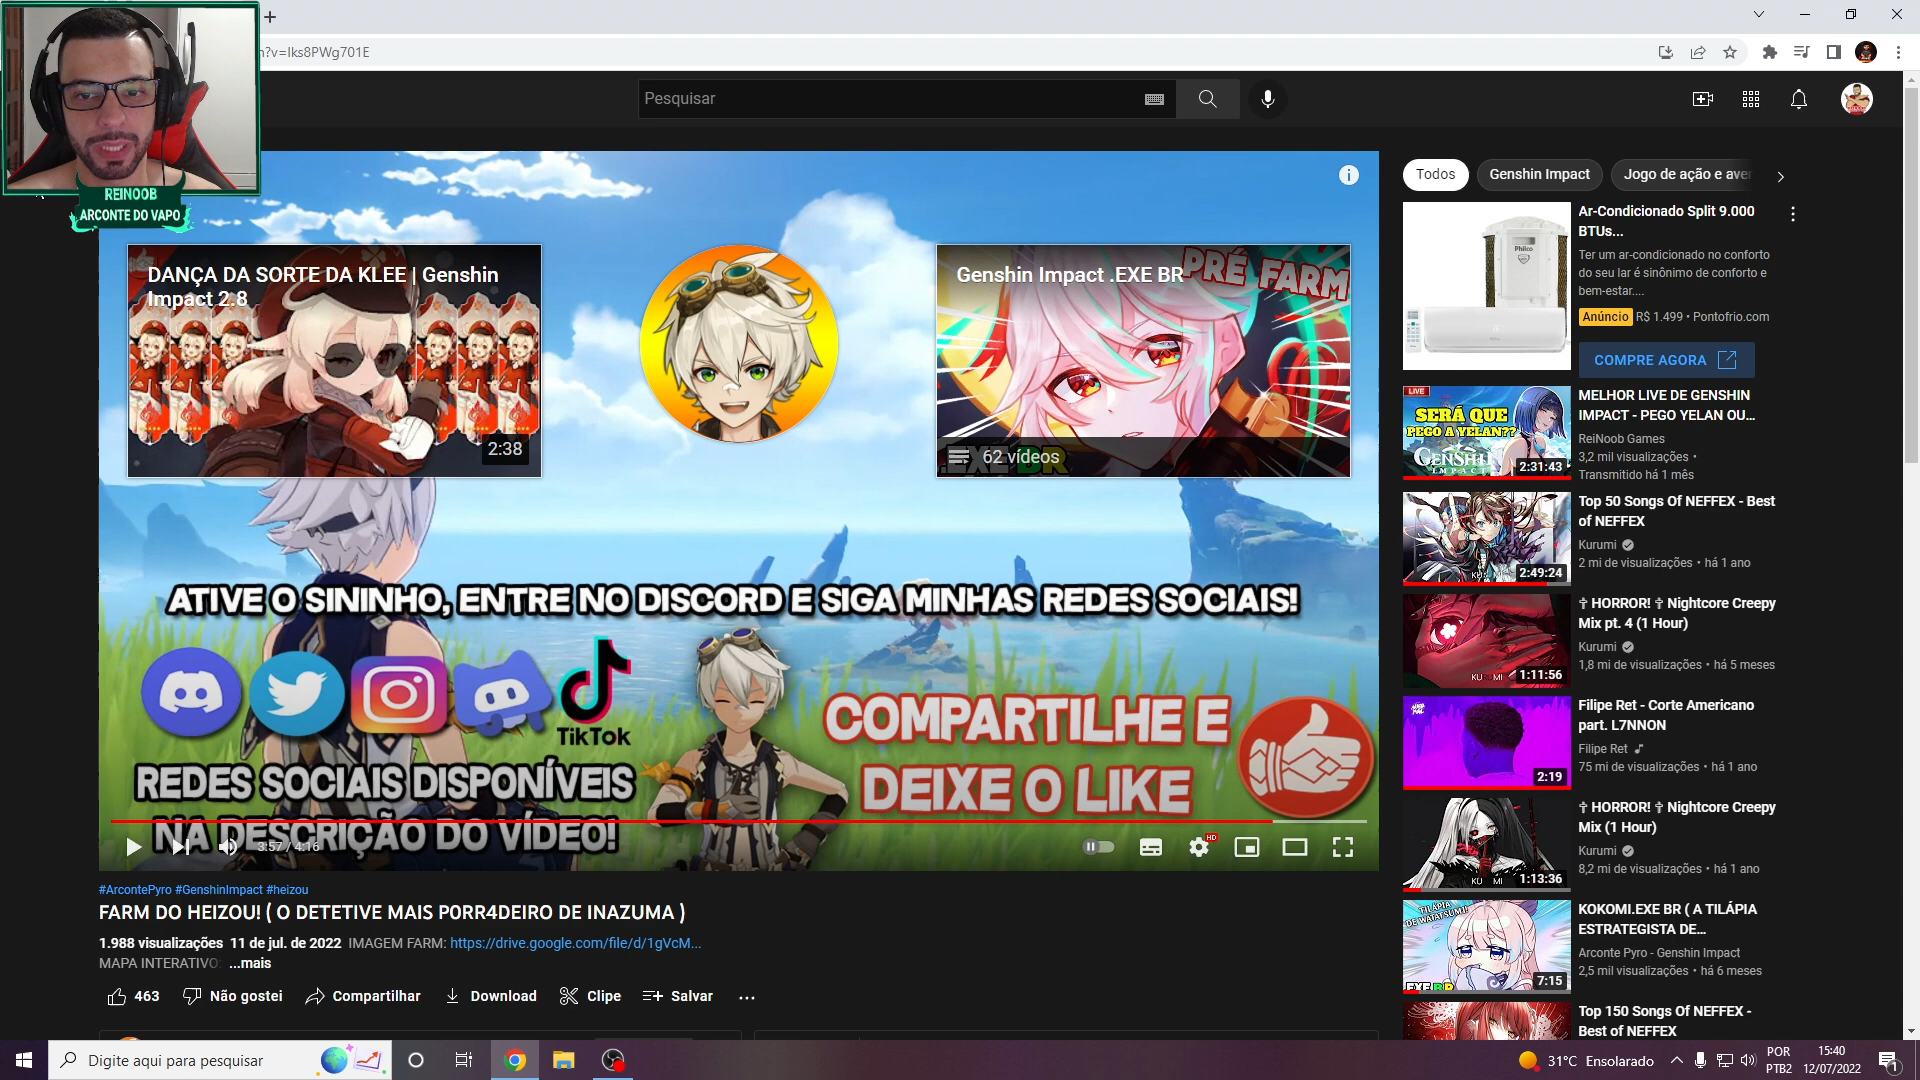 ?v=Iks8PWg701E
REINOOB
ARCONTE DO VAPO
Pesquisar
DANÇA DA SORTE DA KLEE | Genshin
Impact 2.8
2:38
Genshin Impact .EXE BR
PRÉ FARM
62 vídeos
ATIVE O SININHO, ENTRE NO DISCORD E SIGA MINHAS REDES SOCIAIS!
TikTok
REDES SOCIAIS DISPONÍVEIS
NA DESCRIÇÃO DO VÍDEO!
COMPARTILHE E
DEIXE O LIKE
3:57 / 4:16
HD
#ArcontePyro #GenshinImpact #heizou
FARM DO HEIZOU! ( O DETETIVE MAIS P0RR4DEIRO DE INAZUMA )
1.988 visualizações 11 de jul. de 2022 IMAGEM FARM: https://drive.google.com/file/d/1gVcM...
MAPA INTERATIVO: ...mais
463 Não gostei Compartilhar Download Clipe Salvar
Todos Genshin Impact Jogo de ação e aver
Philco
Ar-Condicionado Split 9.000
BTUs...
Ter um ar-condicionado no conforto
do seu lar é sinônimo de conforto e
bem-estar....
Anúncio R$ 1.499 • Pontofrio.com
COMPRE AGORA
LIVE
SERÁ QUE
PEGO A YELAN??
GENSHIN
IMPACT
2:31:43
MELHOR LIVE DE GENSHIN
IMPACT - PEGO YELAN OU...
ReiNoob Games
3,2 mil visualizações •
Transmitido há 1 mês
2:49:24
Top 50 Songs Of NEFFEX - Best
of NEFFEX
Kurumi
2 mi de visualizações • há 1 ano
KURUMI
1:11:56
✞ HORROR! ✞ Nightcore Creepy
Mix pt. 4 (1 Hour)
Kurumi
1,8 mi de visualizações • há 5 meses
2:19
Filipe Ret - Corte Americano
part. L7NNON
Filipe Ret
75 mi de visualizações • há 1 ano
1:13:36
✞ HORROR! ✞ Nightcore Creepy
Mix (1 Hour)
Kurumi
8,2 mi de visualizações • há 1 ano
TILÁPIA
DE WATATSUMI!
.EXE BR
7:15
KOKOMI.EXE BR ( A TILÁPIA
ESTRATEGISTA DE...
Arconte Pyro - Genshin Impact
2,5 mil visualizações • há 6 meses
Top 150 Songs Of NEFFEX -
Best of NEFFEX
Digite aqui para pesquisar
31°C Ensolarado
POR
PTB2
15:40
12/07/2022
1